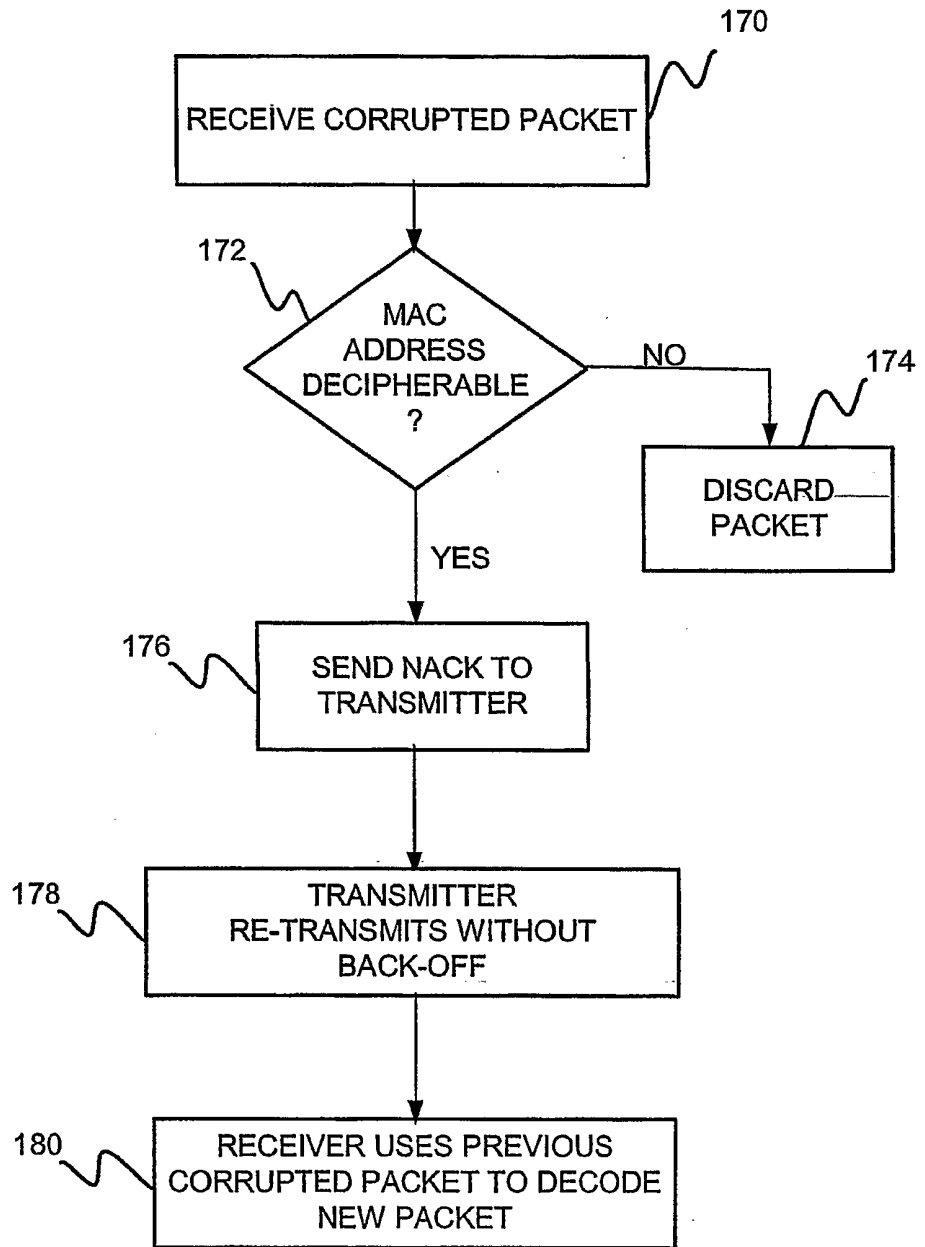 170
RECEIVE CORRUPTED PACKET
172
MAC
ADDRESS
DECIPHERABLE
?
NO
174
DISCARD
PACKET
YES
176
SEND NACK TO
TRANSMITTER
178
TRANSMITTER
RE-TRANSMITS WITHOUT
BACK-OFF
180
RECEIVER USES PREVIOUS
CORRUPTED PACKET TO DECODE
NEW PACKET